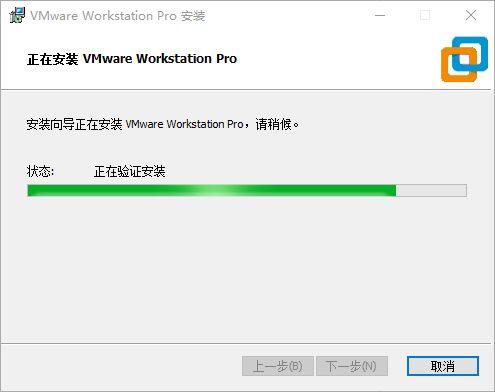 VMware Workstation Pro 安装
正在安装 VMware Workstation Pro
安装向导正在安装 VMware Workstation Pro，请稍候。
状态: 正在验证安装
上一步(B) 下一步(N) 取消